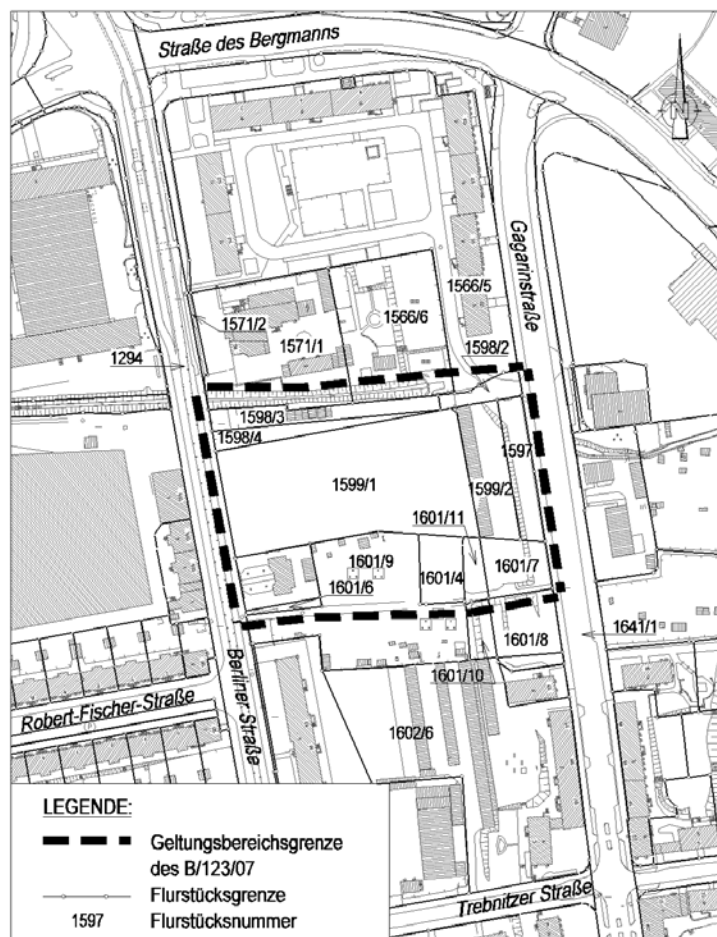 Straße des Bergmanns
N
Gagarinstraße
1566/5
1571/2
1566/6
1571/1
1598/2
1294
1598/3
1598/4
1597
1599/1
1599/2
1601/11
1601/9
1601/7
1601/6
1601/4
1601/8
1641/1
1601/10
Berliner Straße
Robert-Fischer-Straße
1602/6
LEGENDE:
Geltungsbereichsgrenze
des B/123/07
Flurstücksgrenze
1597 Flurstücksnummer
Trebnitzer Straße